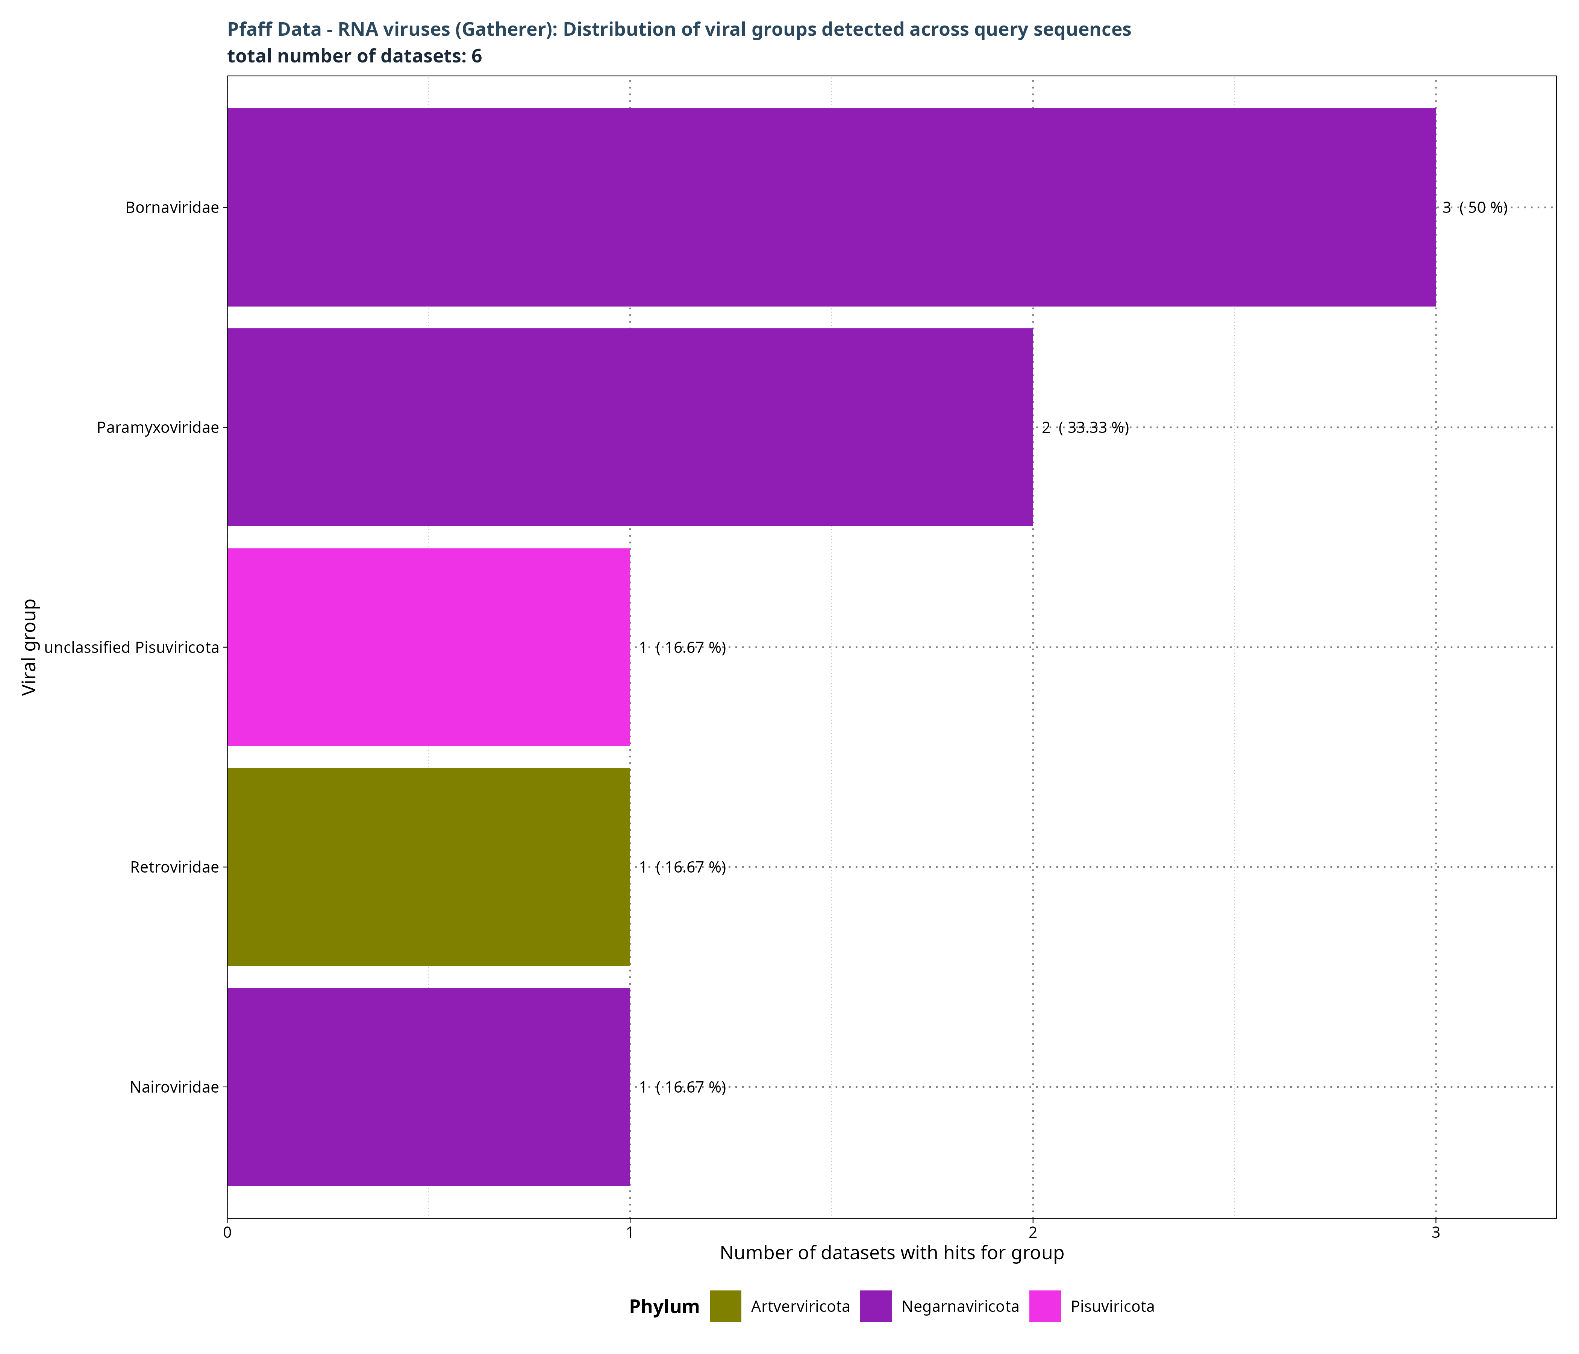 Pfaff Data - RNA viruses (Gatherer): Distribution of viral groups detected across query sequences
total number of datasets: 6
Viral group
Bornaviridae
3 ( 50 %)
Paramyxoviridae
2 ( 33.33 %)
unclassified Pisuviricota
1 ( 16.67 %)
Retroviridae
1 ( 16.67 %)
Nairoviridae
1 ( 16.67 %)
0 1 2 3
Number of datasets with hits for group
Phylum Artverviricota Negarnaviricota Pisuviricota